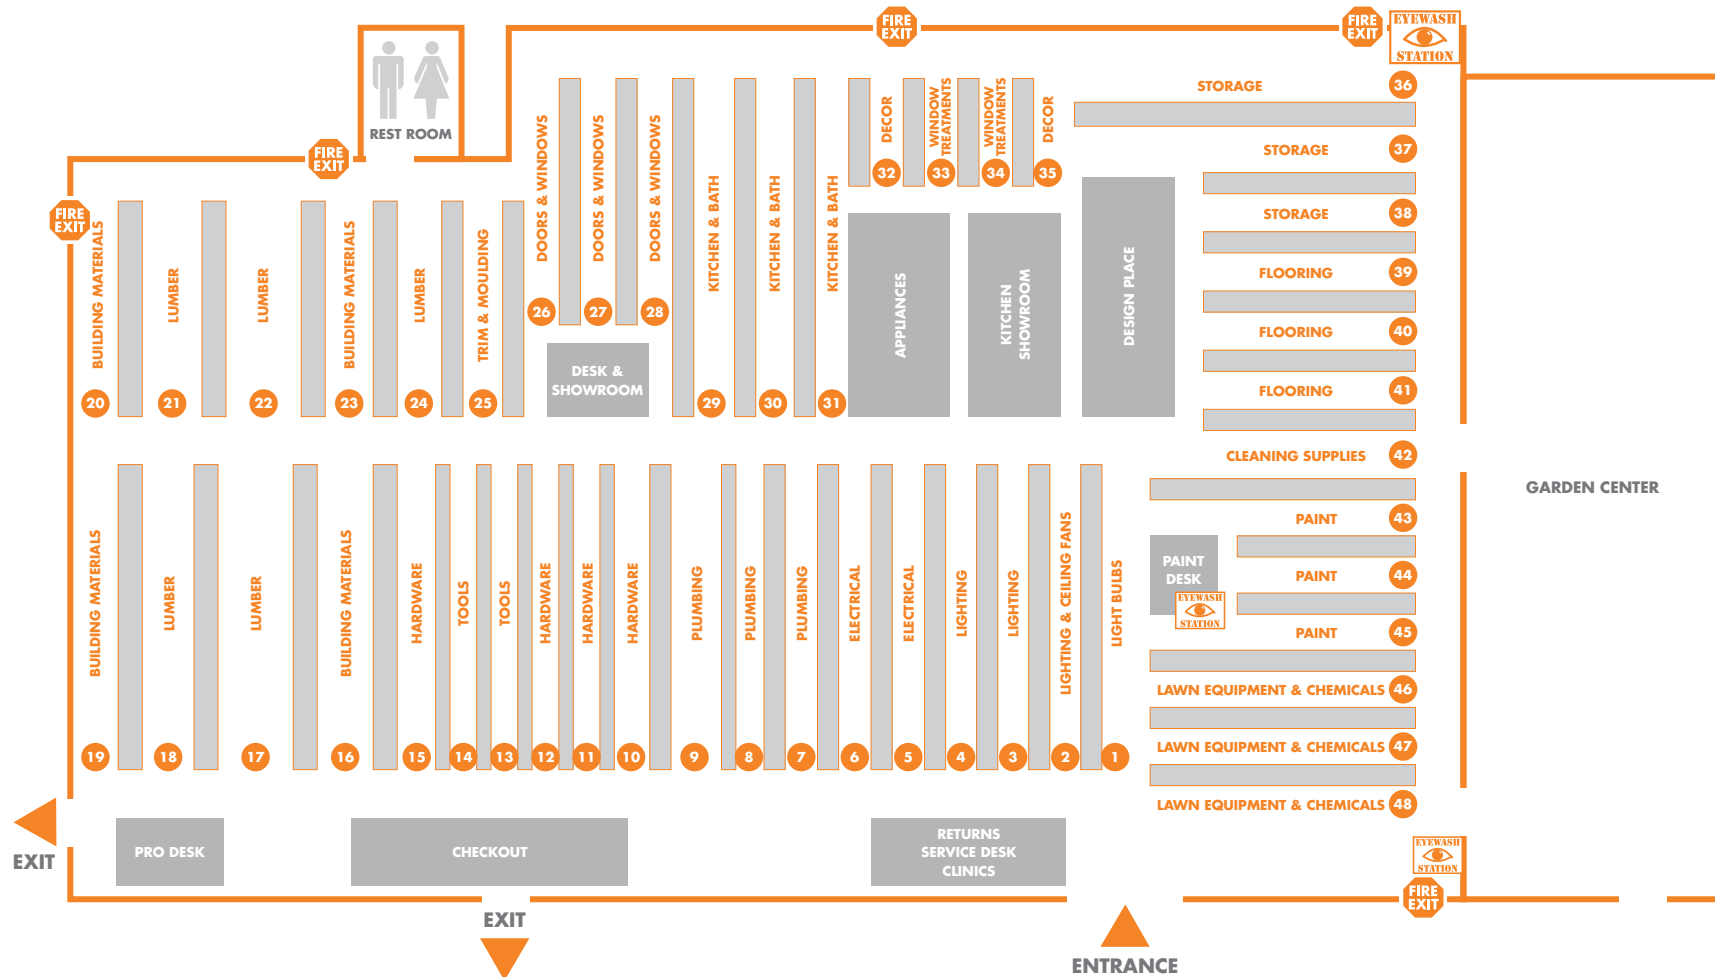 FIRE
EXIT
FIRE
EXIT
EYEWASH
STATION
REST ROOM
FIRE
EXIT
FIRE
EXIT
BUILDING MATERIALS
20
LUMBER
21
LUMBER
22
BUILDING MATERIALS
23
LUMBER
24
TRIM & MOULDING
25
DOORS & WINDOWS
26
DOORS & WINDOWS
27
DOORS & WINDOWS
28
DESK &
SHOWROOM
KITCHEN & BATH
29
KITCHEN & BATH
30
KITCHEN & BATH
31
DECOR
32
WINDOW
TREATMENTS
33
WINDOW
TREATMENTS
34
DECOR
35
APPLIANCES
KITCHEN
SHOWROOM
DESIGN PLACE
STORAGE 36
STORAGE 37
STORAGE 38
FLOORING 39
FLOORING 40
FLOORING 41
CLEANING SUPPLIES 42
PAINT 43
PAINT 44
PAINT 45
LAWN EQUIPMENT & CHEMICALS 46
LAWN EQUIPMENT & CHEMICALS 47
LAWN EQUIPMENT & CHEMICALS 48
GARDEN CENTER
PAINT
DESK
EYEWASH
STATION
BUILDING MATERIALS
19
LUMBER
18
LUMBER
17
BUILDING MATERIALS
16
HARDWARE
15
TOOLS
14
TOOLS
13
HARDWARE
12
HARDWARE
11
HARDWARE
10
PLUMBING
9
PLUMBING
8
PLUMBING
7
ELECTRICAL
6
ELECTRICAL
5
LIGHTING
4
LIGHTING
3
LIGHTING & CEILING FANS
2
LIGHT BULBS
1
EXIT
PRO DESK
CHECKOUT
RETURNS
SERVICE DESK
CLINICS
EYEWASH
STATION
FIRE
EXIT
EXIT
ENTRANCE